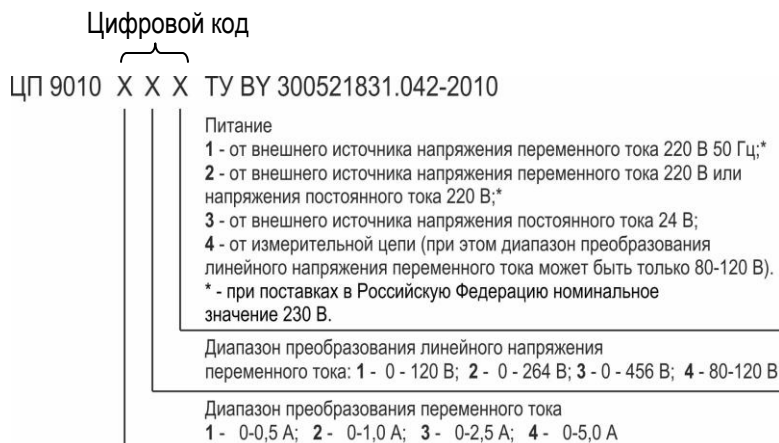 Цифровой код
ЦП 9010 X X X ТУ BY 300521831.042-2010
Питание
1 - от внешнего источника напряжения переменного тока 220 В 50 Гц;*
2 - от внешнего источника напряжения переменного тока 220 В или
напряжения постоянного тока 220 В;*
3 - от внешнего источника напряжения постоянного тока 24 В;
4 - от измерительной цепи (при этом диапазон преобразования
линейного напряжения переменного тока может быть только 80-120 В).
* - при поставках в Российскую Федерацию номинальное
значение 230 В.
Диапазон преобразования линейного напряжения
переменного тока: 1 - 0 - 120 В; 2 - 0 - 264 В; 3 - 0 - 456 В; 4 - 80-120 В
Диапазон преобразования переменного тока
1 - 0-0,5 А; 2 - 0-1,0 А; 3 - 0-2,5 А; 4 - 0-5,0 А